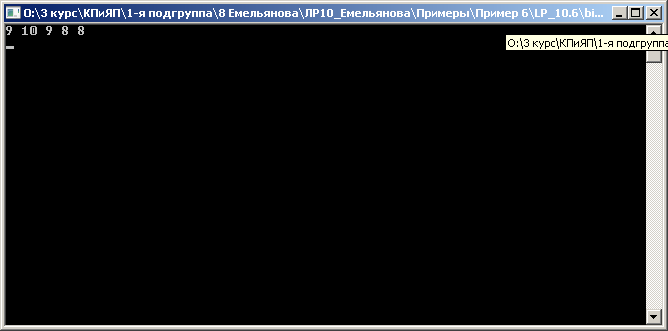 O:\3 курс\КПиЯП\1-я подгруппа\8 Емельянова\ЛР10_Емельянова\Примеры\Пример 6\LP_10.6\bi...
9 10 9 8 8
O:\3 курс\КПиЯП\1-я подгруппа